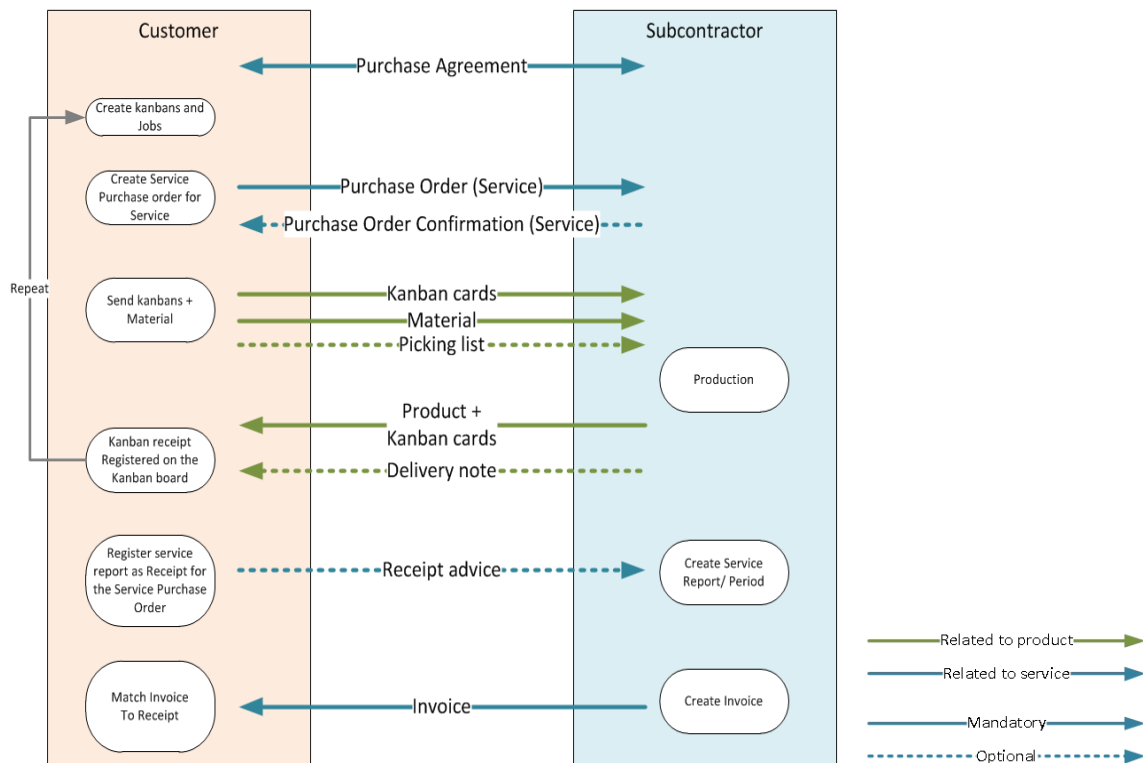 Customer
Subcontractor
Purchase Agreement
Create kanbans and
Jobs
Create Service
Purchase order for
Service
Purchase Order (Service)
Purchase Order Confirmation (Service)
Repeat
Send kanbans +
Material
Kanban cards
Material
Picking list
Production
Product +
Kanban cards
Kanban receipt
Registered on the
Kanban board
Delivery note
Register service
report as Receipt for
the Service Purchase
Order
Receipt advice
Create Service
Report/ Period
Match Invoice
To Receipt
Invoice
Create Invoice
Related to product
Related to service
Mandatory
Optional